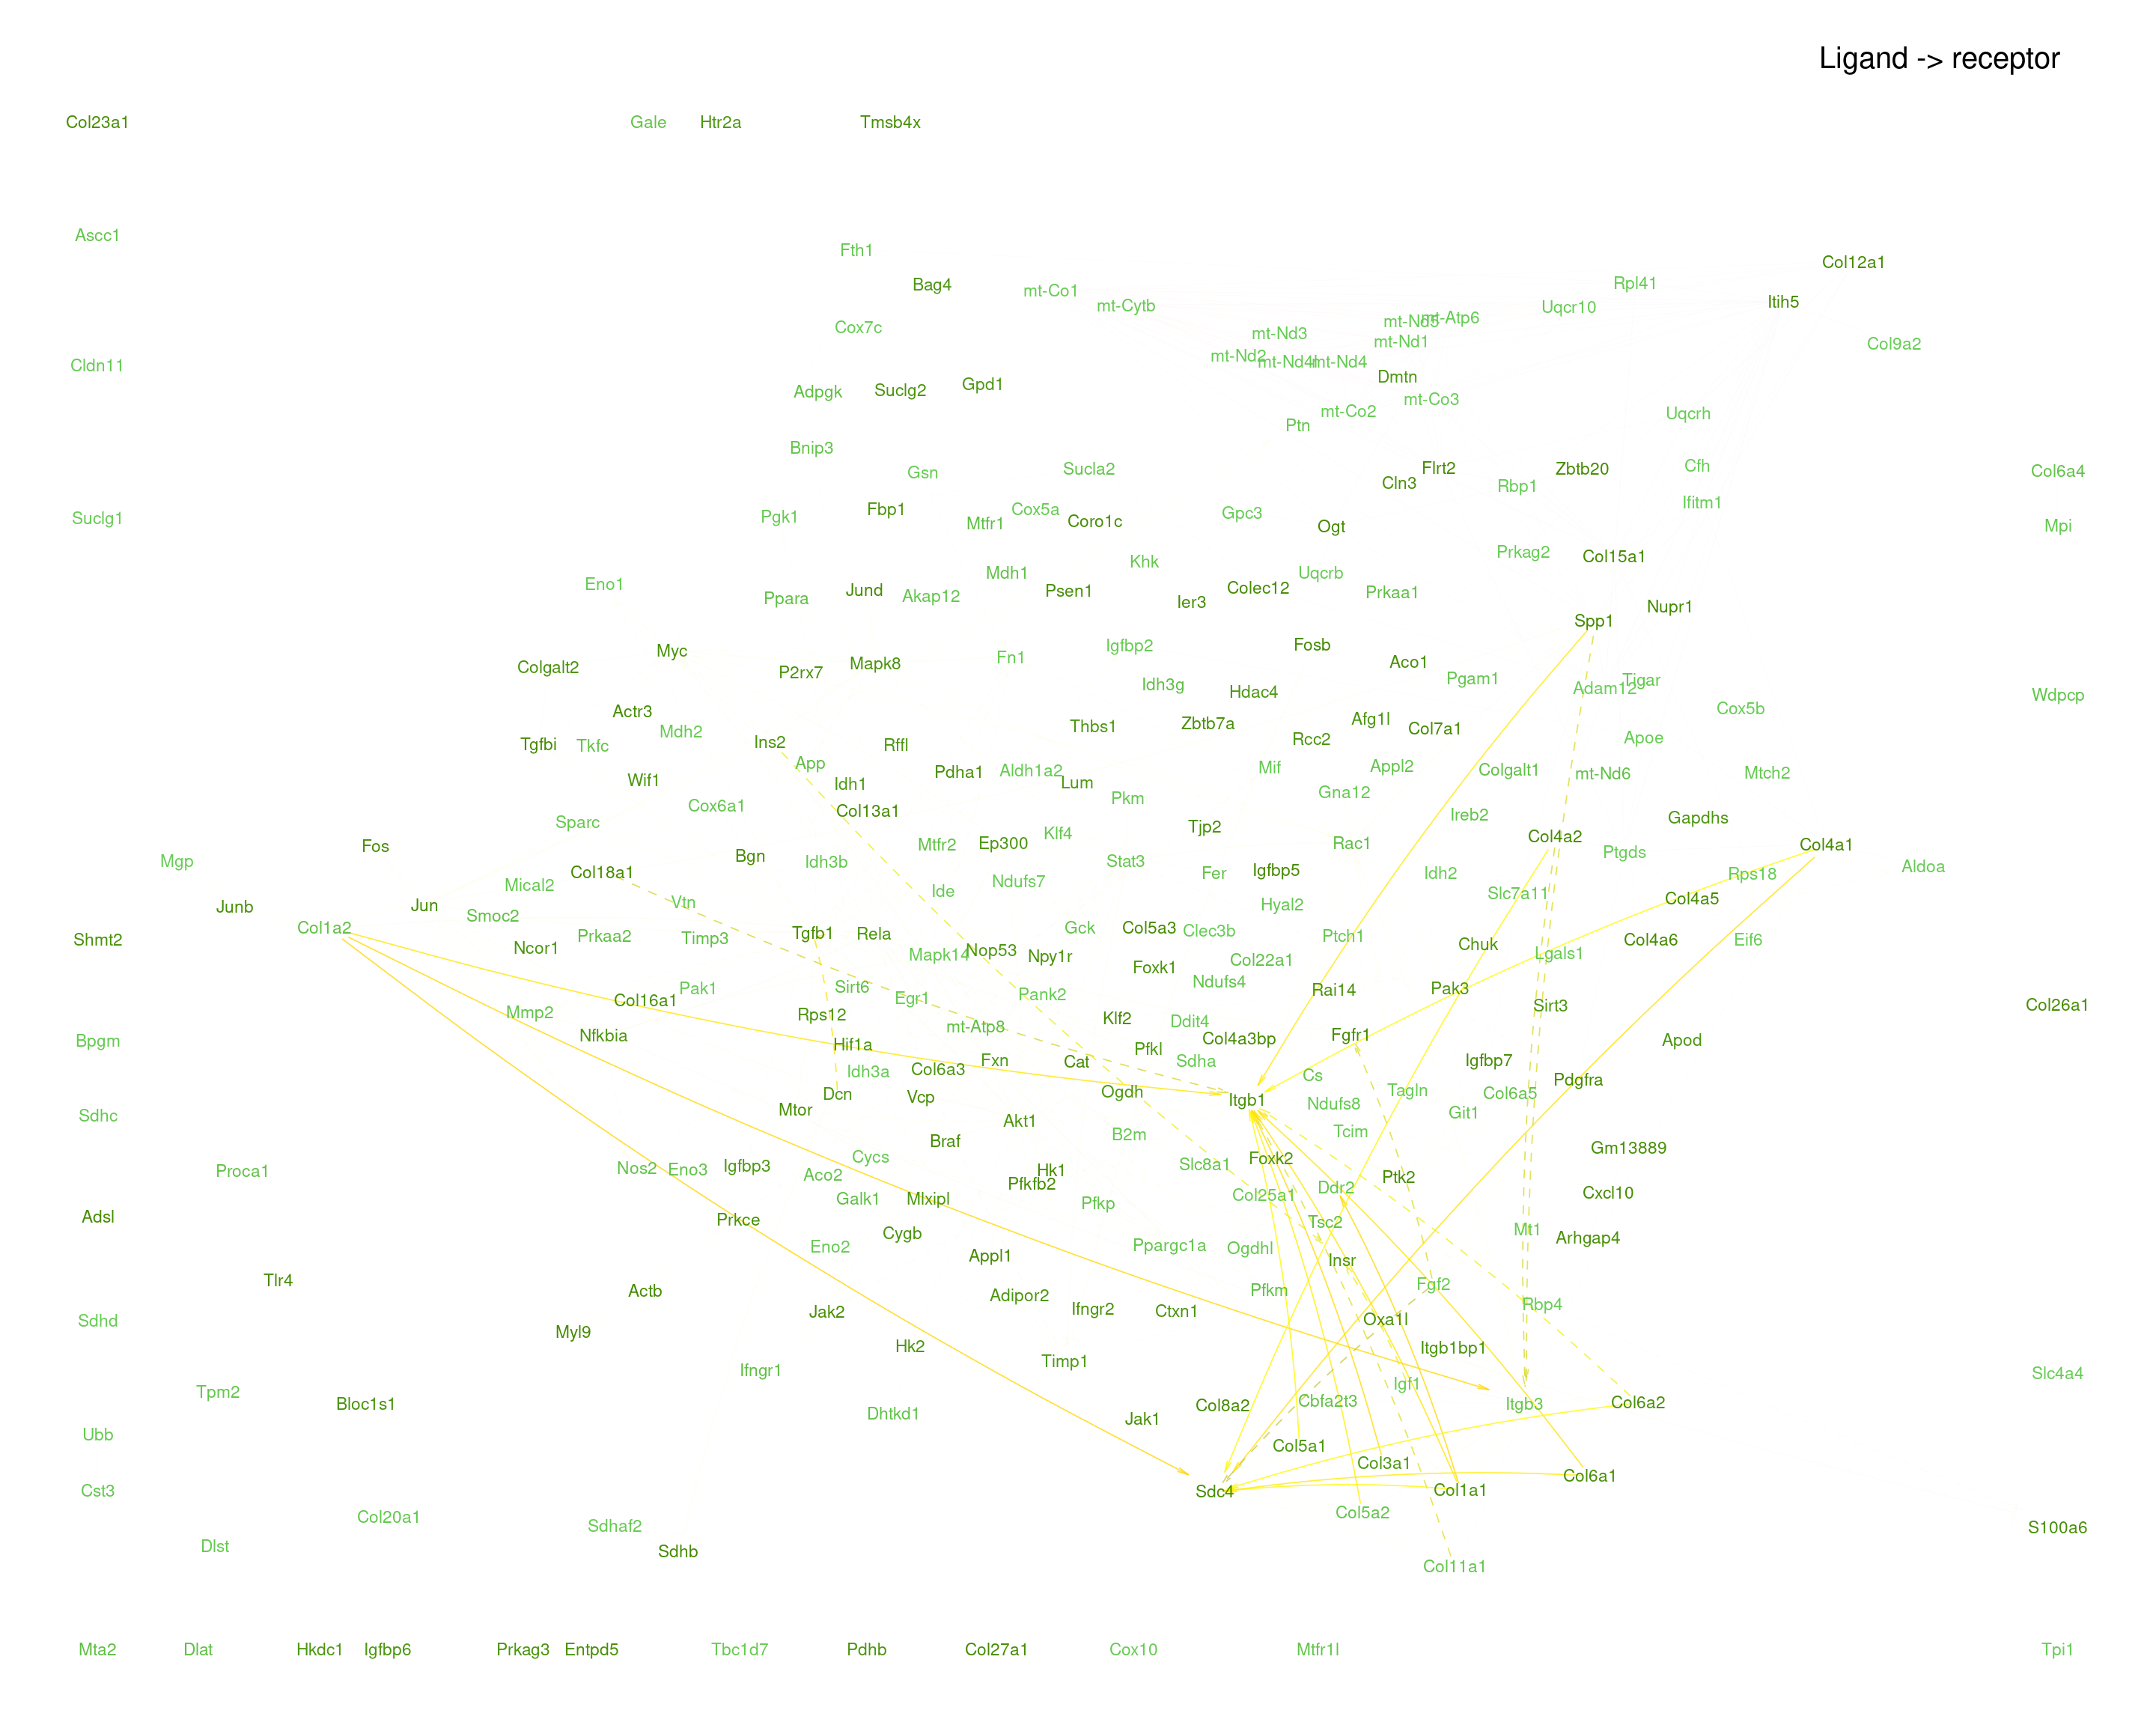 Ligand -> receptor
Col23a1 Gale Htr2a Tmsb4x
Ascc1
Fth1
Col12a1
Bag4 mt-Co1 Rpl41
mt-Cytb Uqcr10 Itih5
Cox7c mt-Nd3 mt-Nd5 mt-Atp6
mt-Nd1 Col9a2
Cldn11 mt-Nd2 mt-Nd4l mt-Nd4
Dmtn
Adpgk Suclg2 Gpd1
mt-Co2 mt-Co3 Uqcrh
Ptn
Bnip3
Gsn Sucla2 Flrt2 Zbtb20 Cfh Col6a4
Cln3 Rbp1
Ifitm1
Suclg1 Pgk1 Fbp1 Mtfr1 Cox5a Coro1c Gpc3 Ogt Mpi
Khk Prkag2 Col15a1
Mdh1 Uqcrb
Eno1 Ppara Jund Akap12 Psen1 Ier3 Colec12 Prkaa1
Nupr1
Spp1
Igfbp2 Fosb
Colgalt2 Myc P2rx7 Mapk8 Fn1 Aco1
Idh3g Hdac4 Pgam1 Adam12 Tigar Wdpcp
Actr3 Cox5b
Mdh2 Thbs1 Zbtb7a Afg1l Col7a1
Tgfbi Tkfc Ins2 Rffl Rcc2 Apoe
Wif1 App Idh1 Pdha1 Aldh1a2 Lum Mif Appl2 Colgalt1 mt-Nd6 Mtch2
Cox6a1 Col13a1 Pkm Gna12
Sparc Tjp2 Ireb2 Gapdhs
Fos Mtfr2 Ep300 Klf4 Rac1 Col4a2 Col4a1
Mgp Bgn Idh3b Stat3 Ptgds
Col18a1 Fer Igfbp5 Idh2 Rps18 Aldoa
Mical2 Ide Ndufs7 Slc7a11
Junb Jun Smoc2 Vtn Hyal2 Col4a5
Col1a2 Gck Col5a3 Clec3b
Shmt2 Ncor1 Prkaa2 Timp3 Tgfb1 Rela Ptch1 Chuk Col4a6 Eif6
Mapk14 Nop53 Npy1r Foxk1 Col22a1 Lgals1
Col16a1 Pak1 Sirt6 Egr1 Pank2 Ndufs4 Rai14 Pak3
Mmp2 Rps12 Klf2 Ddit4 Sirt3 Col26a1
Bpgm Nfkbia Hif1a mt-Atp8 Pfkl Col4a3bp Fgfr1 Apod
Idh3a Col6a3 Fxn Cat Sdha Igfbp7
Cs Pdgfra
Dcn Vcp Ogdh Itgb1 Tagln Col6a5
Sdhc Mtor Akt1 Ndufs8 Git1
Braf B2m Tcim Gm13889
Proca1 Nos2 Eno3 Igfbp3 Cycs Hk1 Slc8a1 Foxk2
Aco2 Pfkfb2 Ptk2
Galk1 Mlxipl Pfkp Col25a1 Ddr2 Cxcl10
Adsl Prkce Cygb Tsc2 Mt1
Eno2 Appl1 Ppargc1a Ogdhl Arhgap4
Tlr4 Insr
Actb Adipor2 Pfkm Fgf2
Sdhd Myl9 Jak2 Ifngr2 Ctxn1 Oxa1l Rbp4
Hk2 Timp1 Itgb1bp1
Ifngr1 Slc4a4
Tpm2 Bloc1s1 Col8a2 Cbfa2t3 Igf1 Itgb3 Col6a2
Ubb Dhtkd1 Jak1
Col5a1
Cst3 Sdc4 Col3a1 Col1a1 Col6a1
Col20a1 Sdhaf2 Col5a2 S100a6
Dlst Sdhb
Col11a1
Mta2 Dlat Hkdc1 Igfbp6 Prkag3 Entpd5 Tbc1d7 Pdhb Col27a1 Cox10 Mtfr1l Tpi1